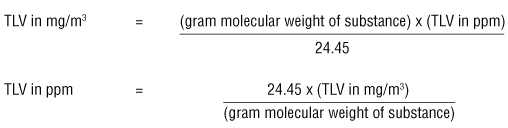 TLV in mg/m³ = (gram molecular weight of substance) x (TLV in ppm)
24.45
TLV in ppm = 24.45 x (TLV in mg/m³)
(gram molecular weight of substance)